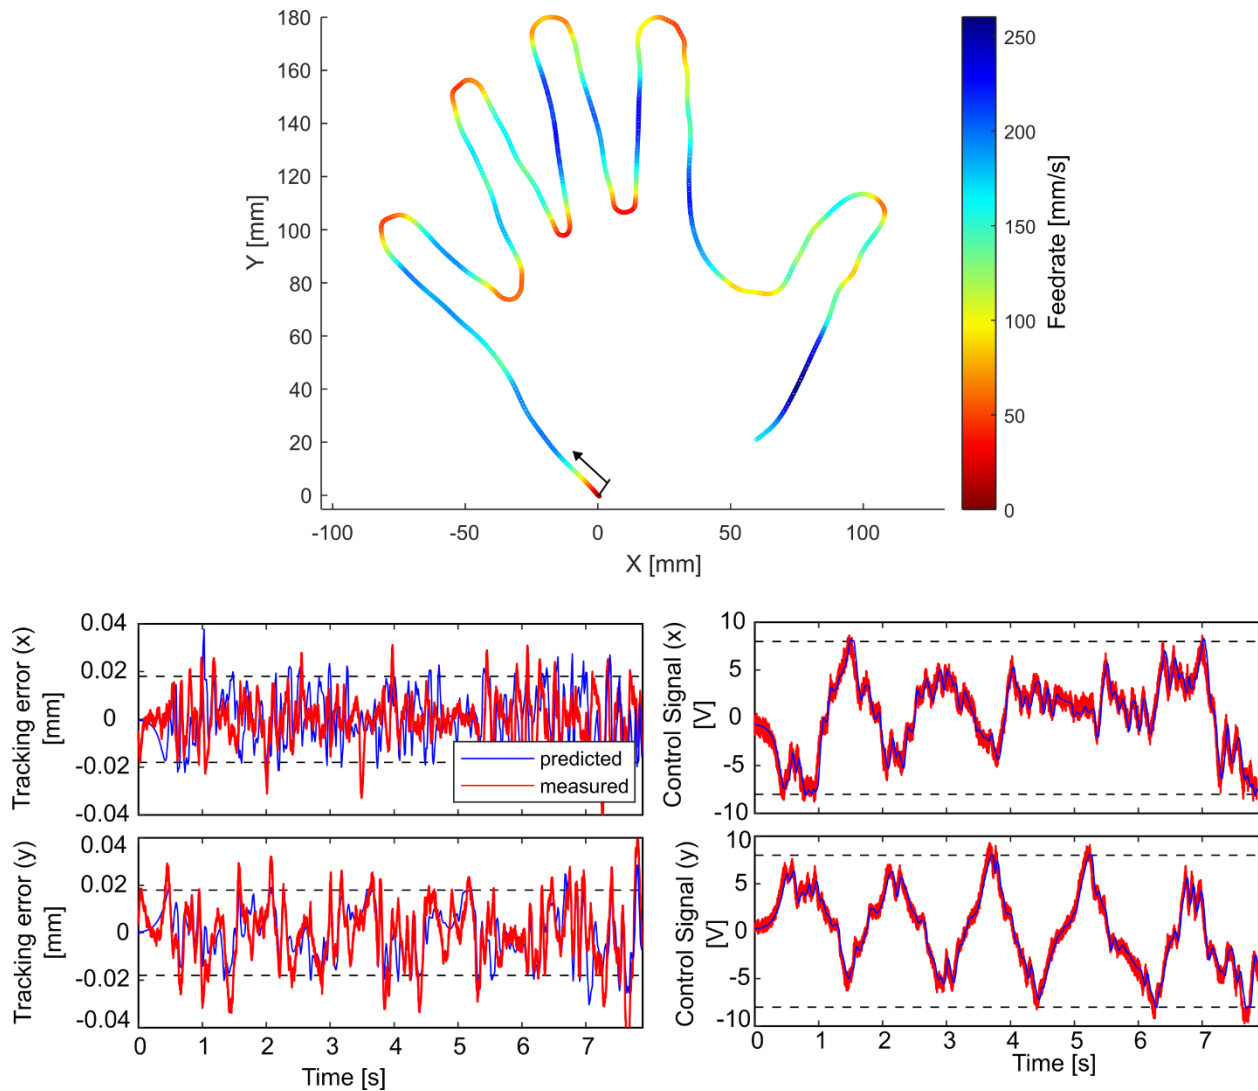 180
160
140
120
100
80
60
40
20
0
Y [mm]
-100
-50
0
50
100
X [mm]
250
200
150
100
50
0
Feedrate [mm/s]
Tracking error (x)
[mm]
0.04
0.02
0
-0.02
-0.04
predicted
measured
Control Signal (x)
[V]
10
5
0
-5
-10
Tracking error (y)
[mm]
0.04
0.02
0
-0.02
-0.04
0 1 2 3 4 5 6 7
Time [s]
Control Signal (y)
[V]
10
5
0
-5
-10
0 1 2 3 4 5 6 7
Time [s]